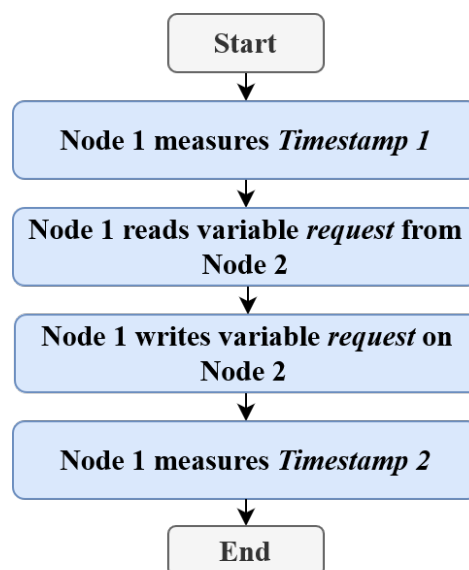 Start
Node 1 measures Timestamp 1
Node 1 reads variable request from
Node 2
Node 1 writes variable request on
Node 2
Node 1 measures Timestamp 2
End